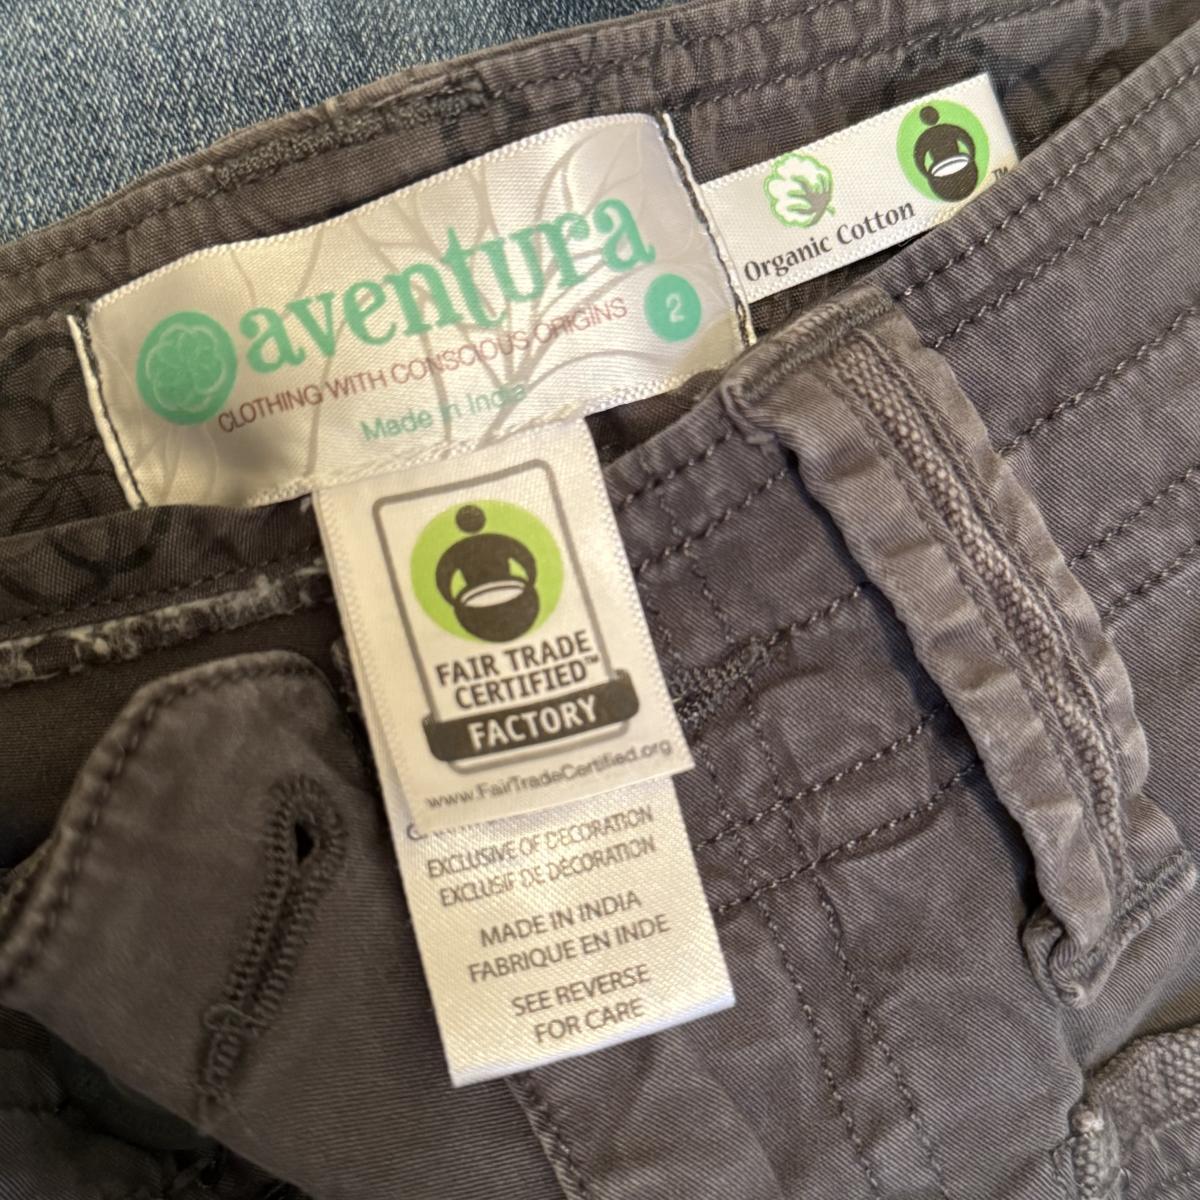 aventura
2
CLOTHING WITH CONSCIOUS ORIGINS
Made in India
Organic Cotton
TM
FAIR TRADE
CERTIFIED™
FACTORY
www.FairTradeCertified.org
EXCLUSIVE OF DECORATION
EXCLUSIF DE DÉCORATION
MADE IN INDIA
FABRIQUE EN INDE
SEE REVERSE
FOR CARE